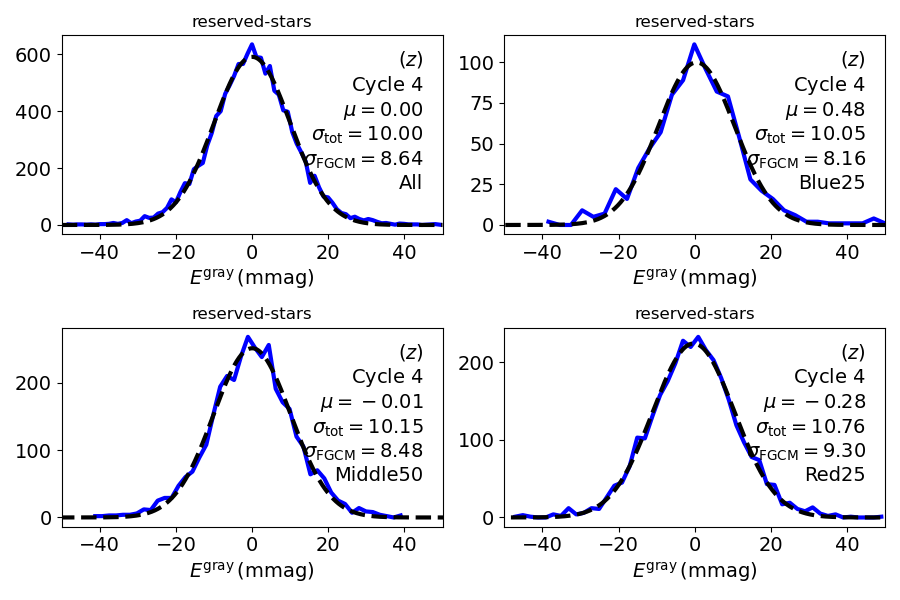 reserved-stars
600
400
200
0
−40 −20 0 20 40
E^gray (mmag)
(z)
Cycle 4
μ = 0.00
σ_tot = 10.00
σ_FGCM = 8.64
All
reserved-stars
100
75
50
25
0
−40 −20 0 20 40
E^gray (mmag)
(z)
Cycle 4
μ = 0.48
σ_tot = 10.05
σ_FGCM = 8.16
Blue25
reserved-stars
200
100
0
−40 −20 0 20 40
E^gray (mmag)
(z)
Cycle 4
μ = −0.01
σ_tot = 10.15
σ_FGCM = 8.48
Middle50
reserved-stars
200
100
0
−40 −20 0 20 40
E^gray (mmag)
(z)
Cycle 4
μ = −0.28
σ_tot = 10.76
σ_FGCM = 9.30
Red25